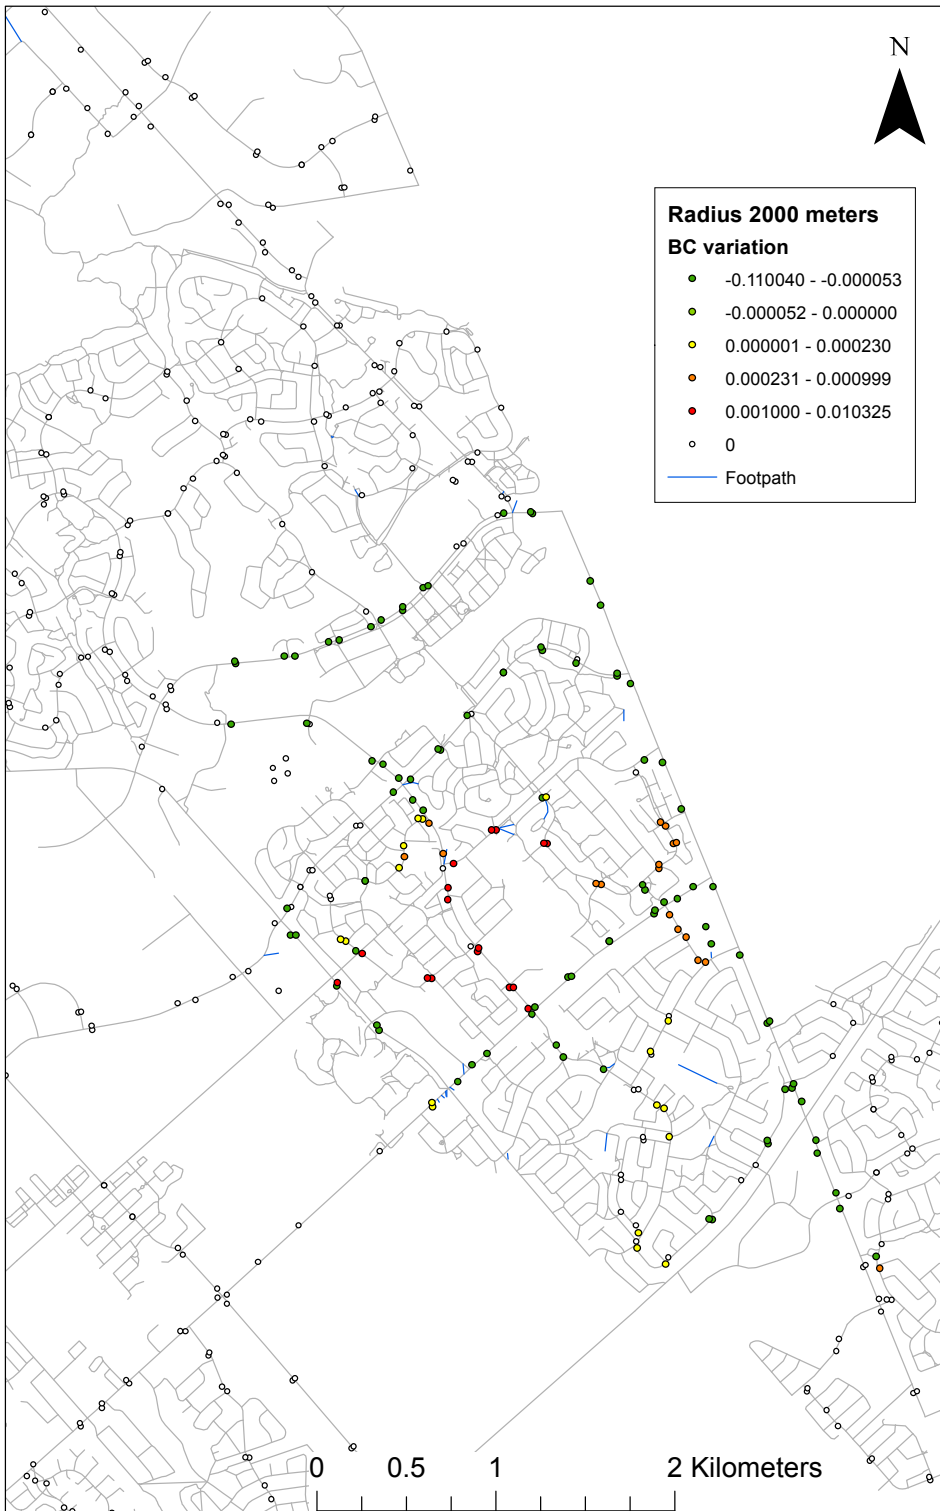 N
Radius 2000 meters
BC variation
-0.110040 - -0.000053
-0.000052 - 0.000000
0.000001 - 0.000230
0.000231 - 0.000999
0.001000 - 0.010325
0
Footpath
0 0.5 1 2 Kilometers